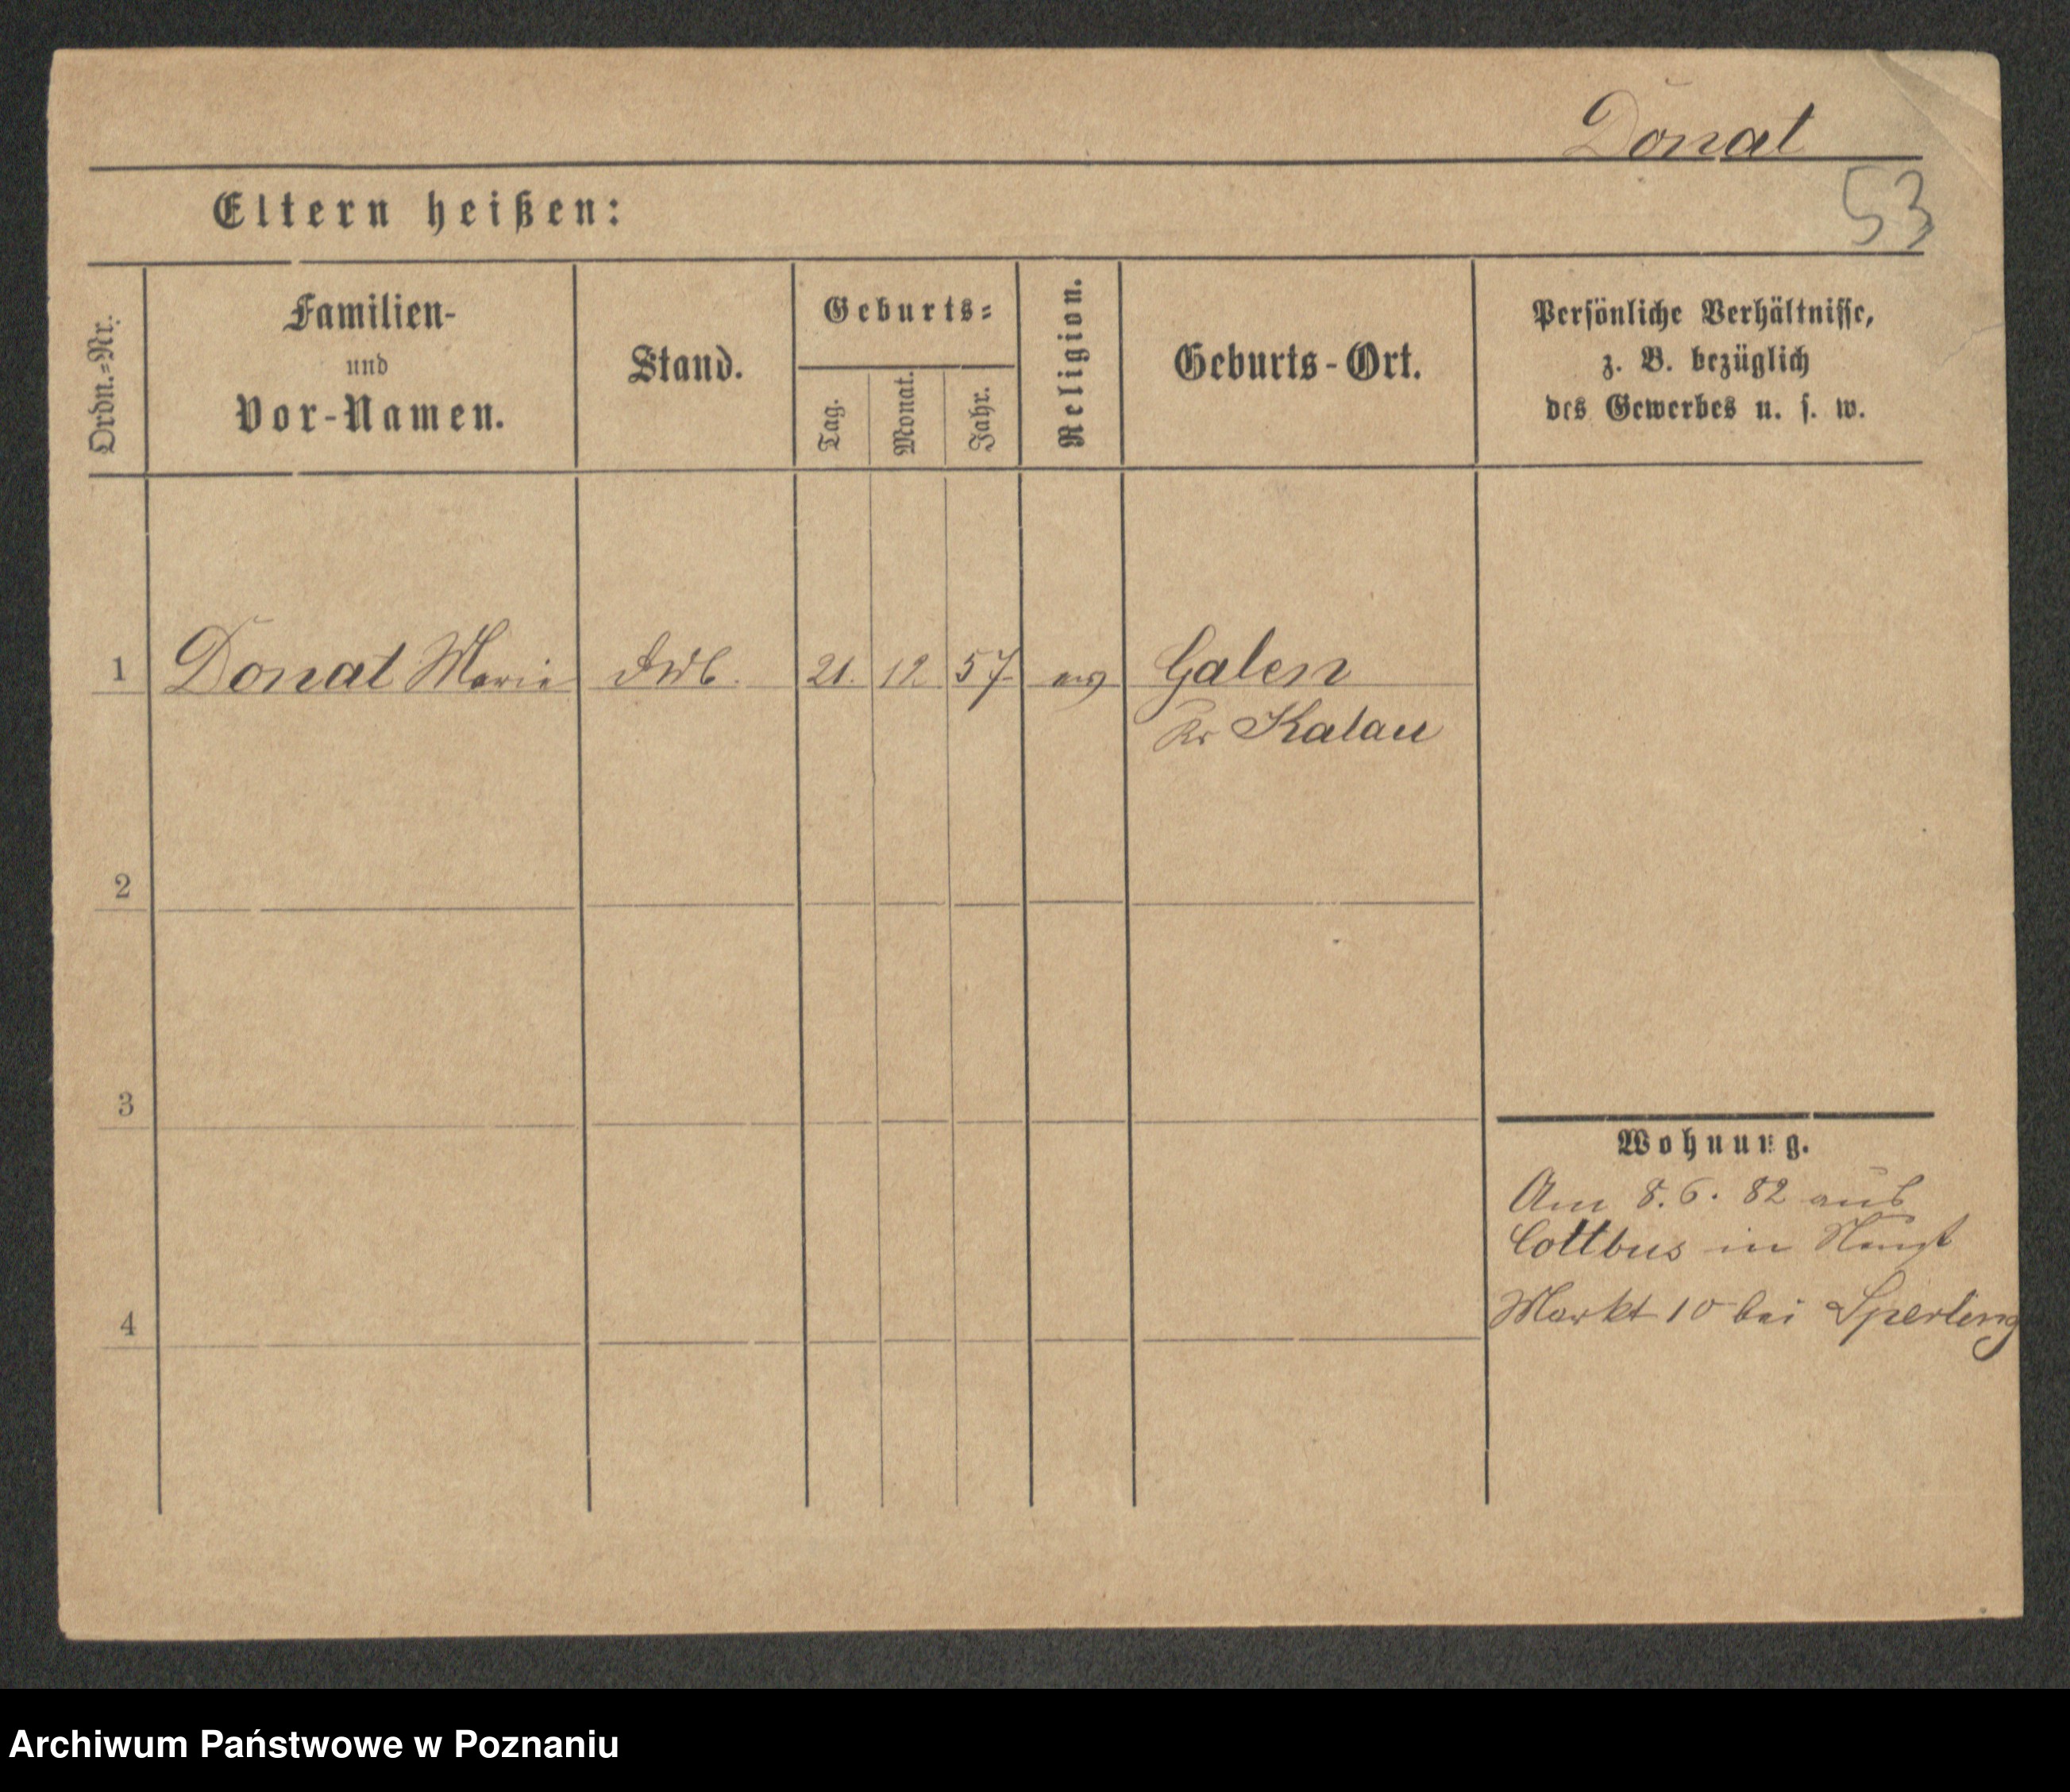 Donat
53
Eltern heißen:
Ordn.=Nr.
Familien-
und
Vor-Namen.
Stand.
Geburts=
Tag.
Monat.
Jahr.
Religion.
Geburts-Ort.
Persönliche Verhältnisse,
z. B. bezüglich
des Gewerbes u. s. w.
1 Donat Marie 21. 12. 57 ev Galen
Kr Kalau
2
3
4
Wohnung.
Am 8. 6. 82 aus
Cottbus in
Markt 10 bei Sperling
Archiwum Państwowe w Poznaniu